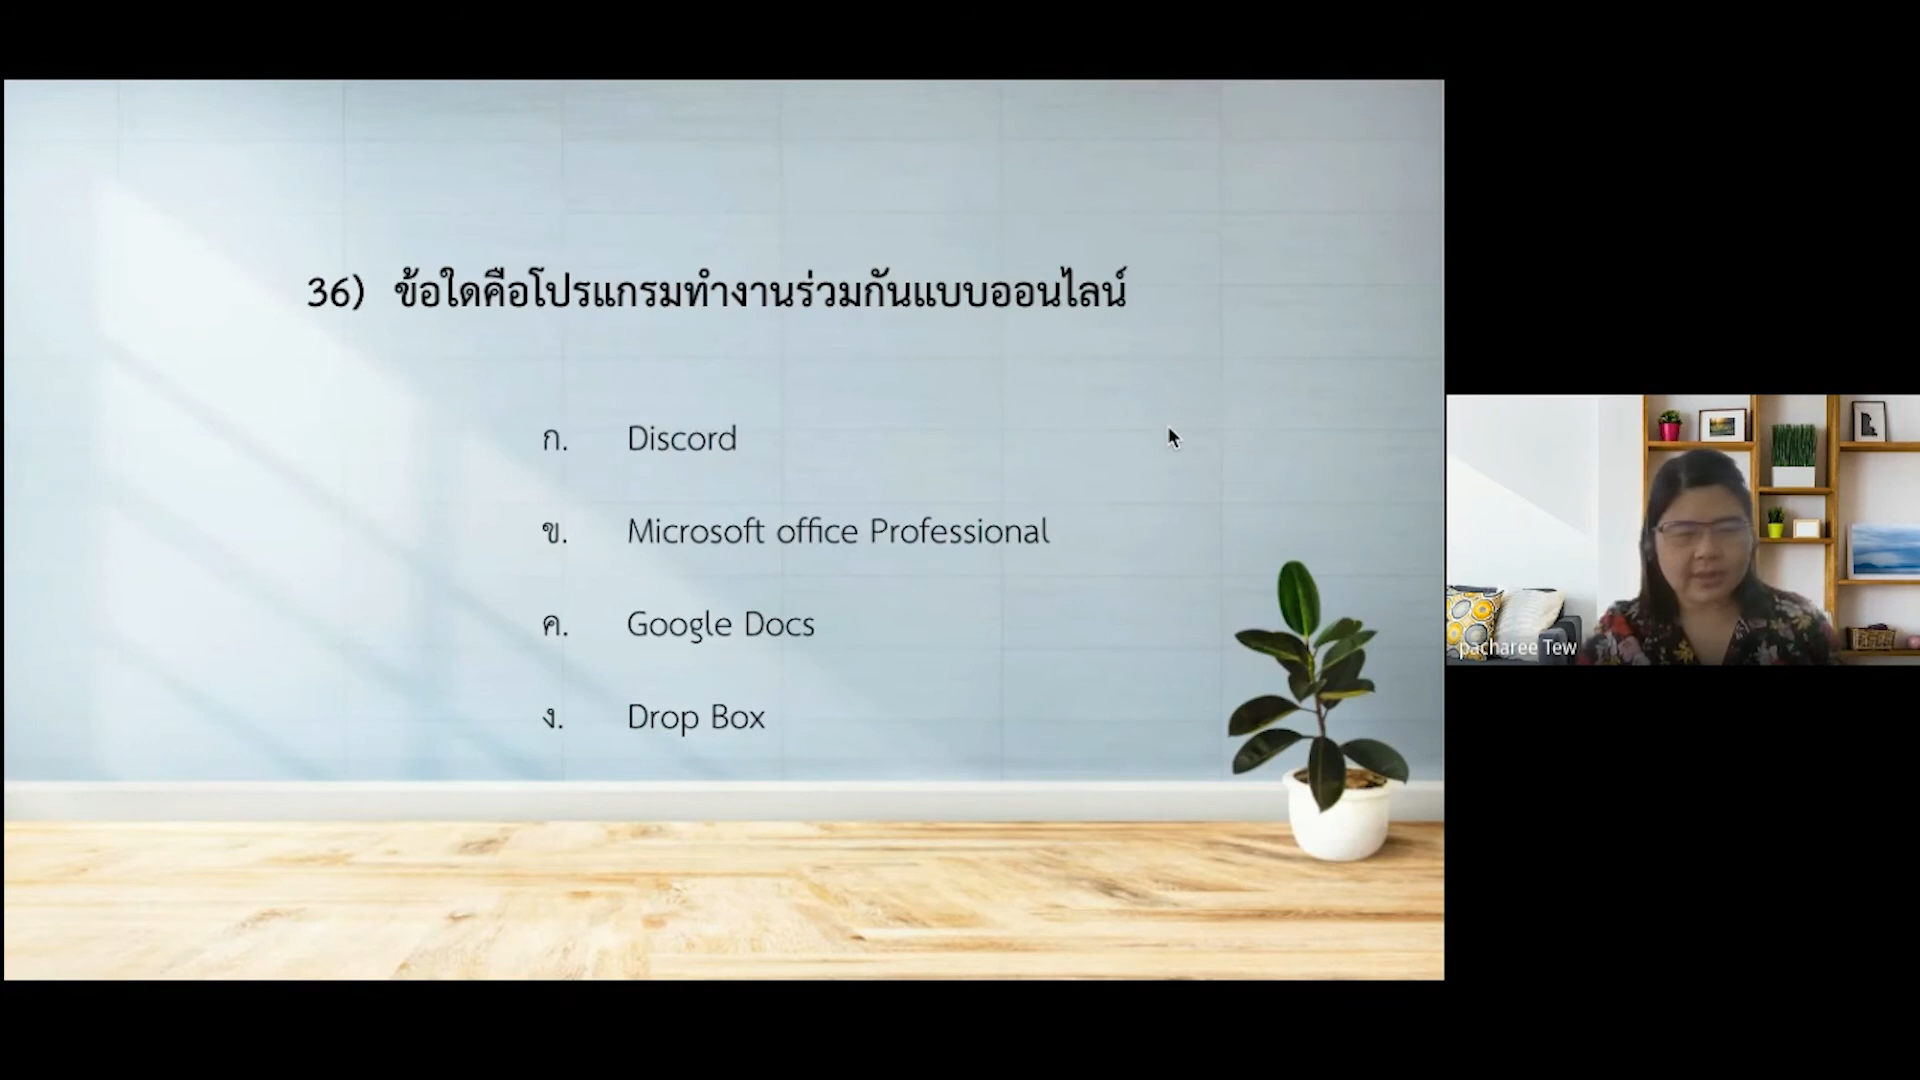 36) ข้อใดคือโปรแกรมทำงานร่วมกันแบบออนไลน์
ก. Discord
ข. Microsoft office Professional
ค. Google Docs
ง. Drop Box
pacharee Tew